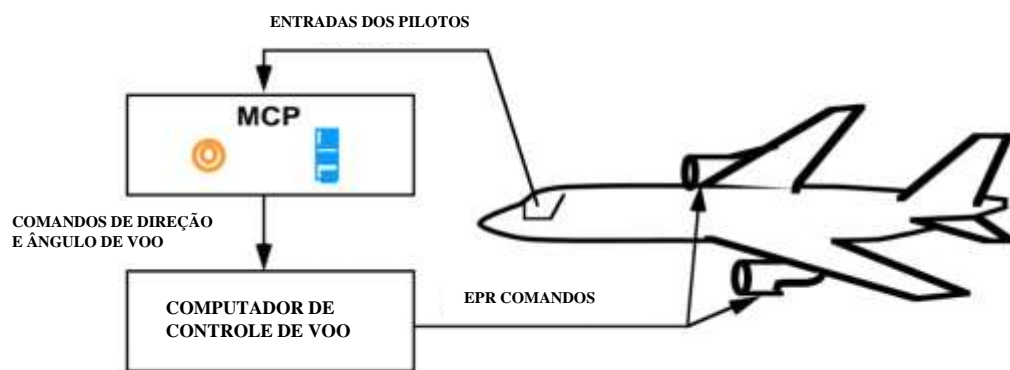 ENTRADAS DOS PILOTOS
MCP
COMANDOS DE DIREÇÃO
E ÂNGULO DE VOO
COMPUTADOR DE
CONTROLE DE VOO
EPR COMANDOS